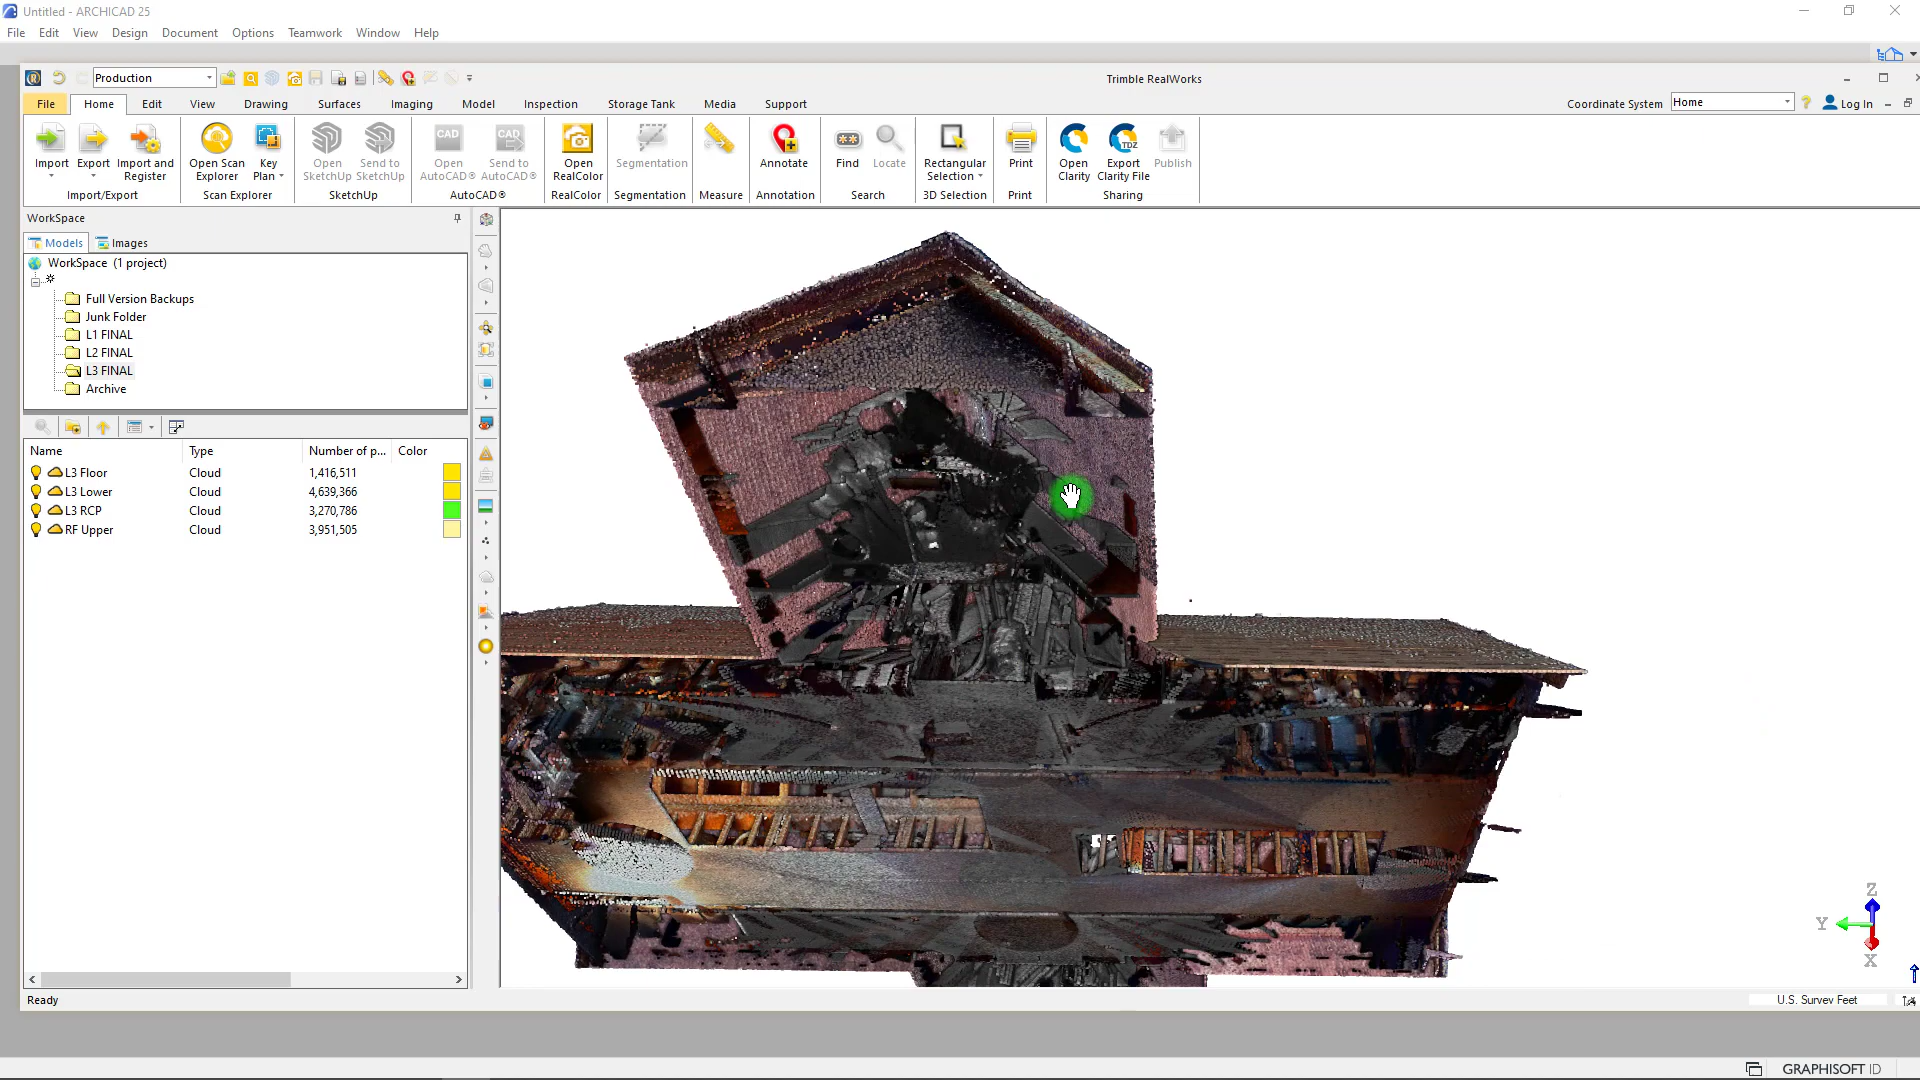 Untitled - ARCHICAD 25
File Edit View Design Document Options Teamwork Window Help
Production
Trimble RealWorks
File Home Edit View Drawing Surfaces Imaging Model Inspection Storage Tank Media Support
Coordinate System Home ? Log In
CAD CAD TDZ
Import Export Import and Register Open Scan Explorer Key Plan Open SketchUp Send to SketchUp Open AutoCAD® Send to AutoCAD® Open RealColor Segmentation Annotate Find Locate Rectangular Selection Print Open Clarity Export Clarity File Publish
Import/Export Scan Explorer SketchUp AutoCAD® RealColor Segmentation Measure Annotation Search 3D Selection Print Sharing
WorkSpace
Models Images
WorkSpace (1 project)
Full Version Backups
Junk Folder
L1 FINAL
L2 FINAL
L3 FINAL
Archive
Name Type Number of p... Color
L3 Floor Cloud 1,416,511
L3 Lower Cloud 4,639,366
L3 RCP Cloud 3,270,786
RF Upper Cloud 3,951,505
Z
Y
X
Ready
U.S. Survey Feet
GRAPHISOFT ID